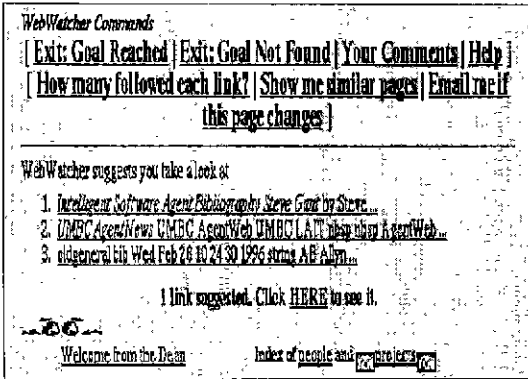 WebWatcher Commands
[ Exit: Goal Reached | Exit: Goal Not Found | Your Comments | Help ]
[ How many followed each link? | Show me similar pages | Email me if
this page changes ]
WebWatcher suggests you take a look at
1. Intelligent Software Agent Bibliography Steve by Steve ...
2. UMBC AgentNews UMBC AgentWeb UMBC LAIT nbsp nbsp AgentWeb ...
3. oldgeneral bib Wed Feb 28 10 24 30 1996 string AB Allyn ...
1 link suggested. Click HERE to see it.
Welcome from the Dean
Index of people and projects